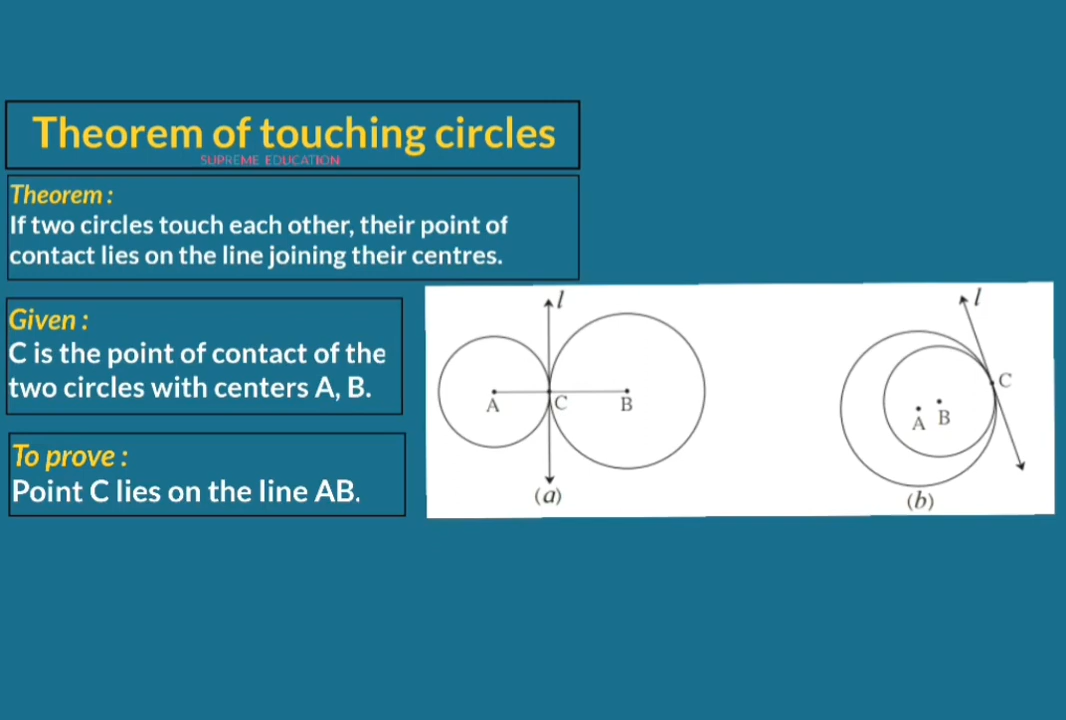 Theorem of touching circles
SUPREME EDUCATION
Theorem :
If two circles touch each other, their point of
contact lies on the line joining their centres.
Given :
C is the point of contact of the
two circles with centers A, B.
To prove :
Point C lies on the line AB.
l
A C B
(a)
l
C
A B
(b)